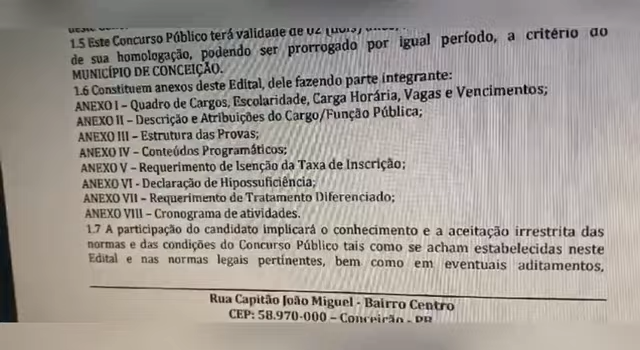 1.5 Este Concurso Público terá validade de 02 (dois)
de sua homologação, podendo ser prorrogado por igual período, a critério do
MUNICÍPIO DE CONCEIÇÃO.
1.6 Constituem anexos deste Edital, dele fazendo parte integrante:
ANEXO I – Quadro de Cargos, Escolaridade, Carga Horária, Vagas e Vencimentos;
ANEXO II – Descrição e Atribuições do Cargo/Função Pública;
ANEXO III – Estrutura das Provas;
ANEXO IV – Conteúdos Programáticos;
ANEXO V – Requerimento de Isenção da Taxa de Inscrição;
ANEXO VI - Declaração de Hipossuficiência;
ANEXO VII – Requerimento de Tratamento Diferenciado;
ANEXO VIII – Cronograma de atividades.
1.7 A participação do candidato implicará o conhecimento e a aceitação irrestrita das
normas e das condições do Concurso Público tais como se acham estabelecidas neste
Edital e nas normas legais pertinentes, bem como em eventuais aditamentos,
Rua Capitão João Miguel - Bairro Centro
CEP: 58.970-000 – Conceição - PB